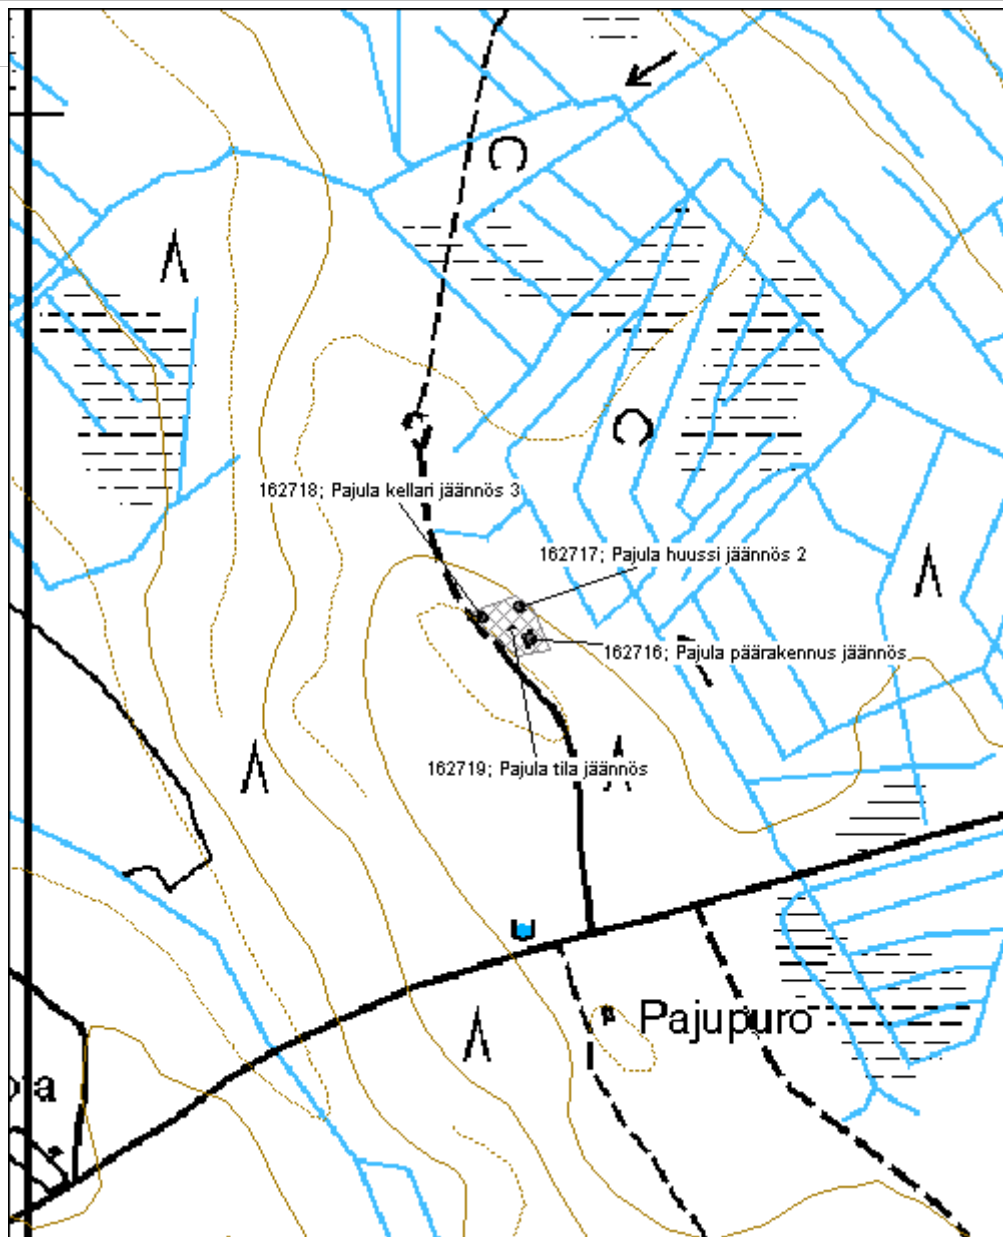 162718; Pajula kellari jäännös 3
162717; Pajula huussi jäännös 2
162716; Pajula päärakennus jäännös
162719; Pajula tila jäännös
Pajupuro